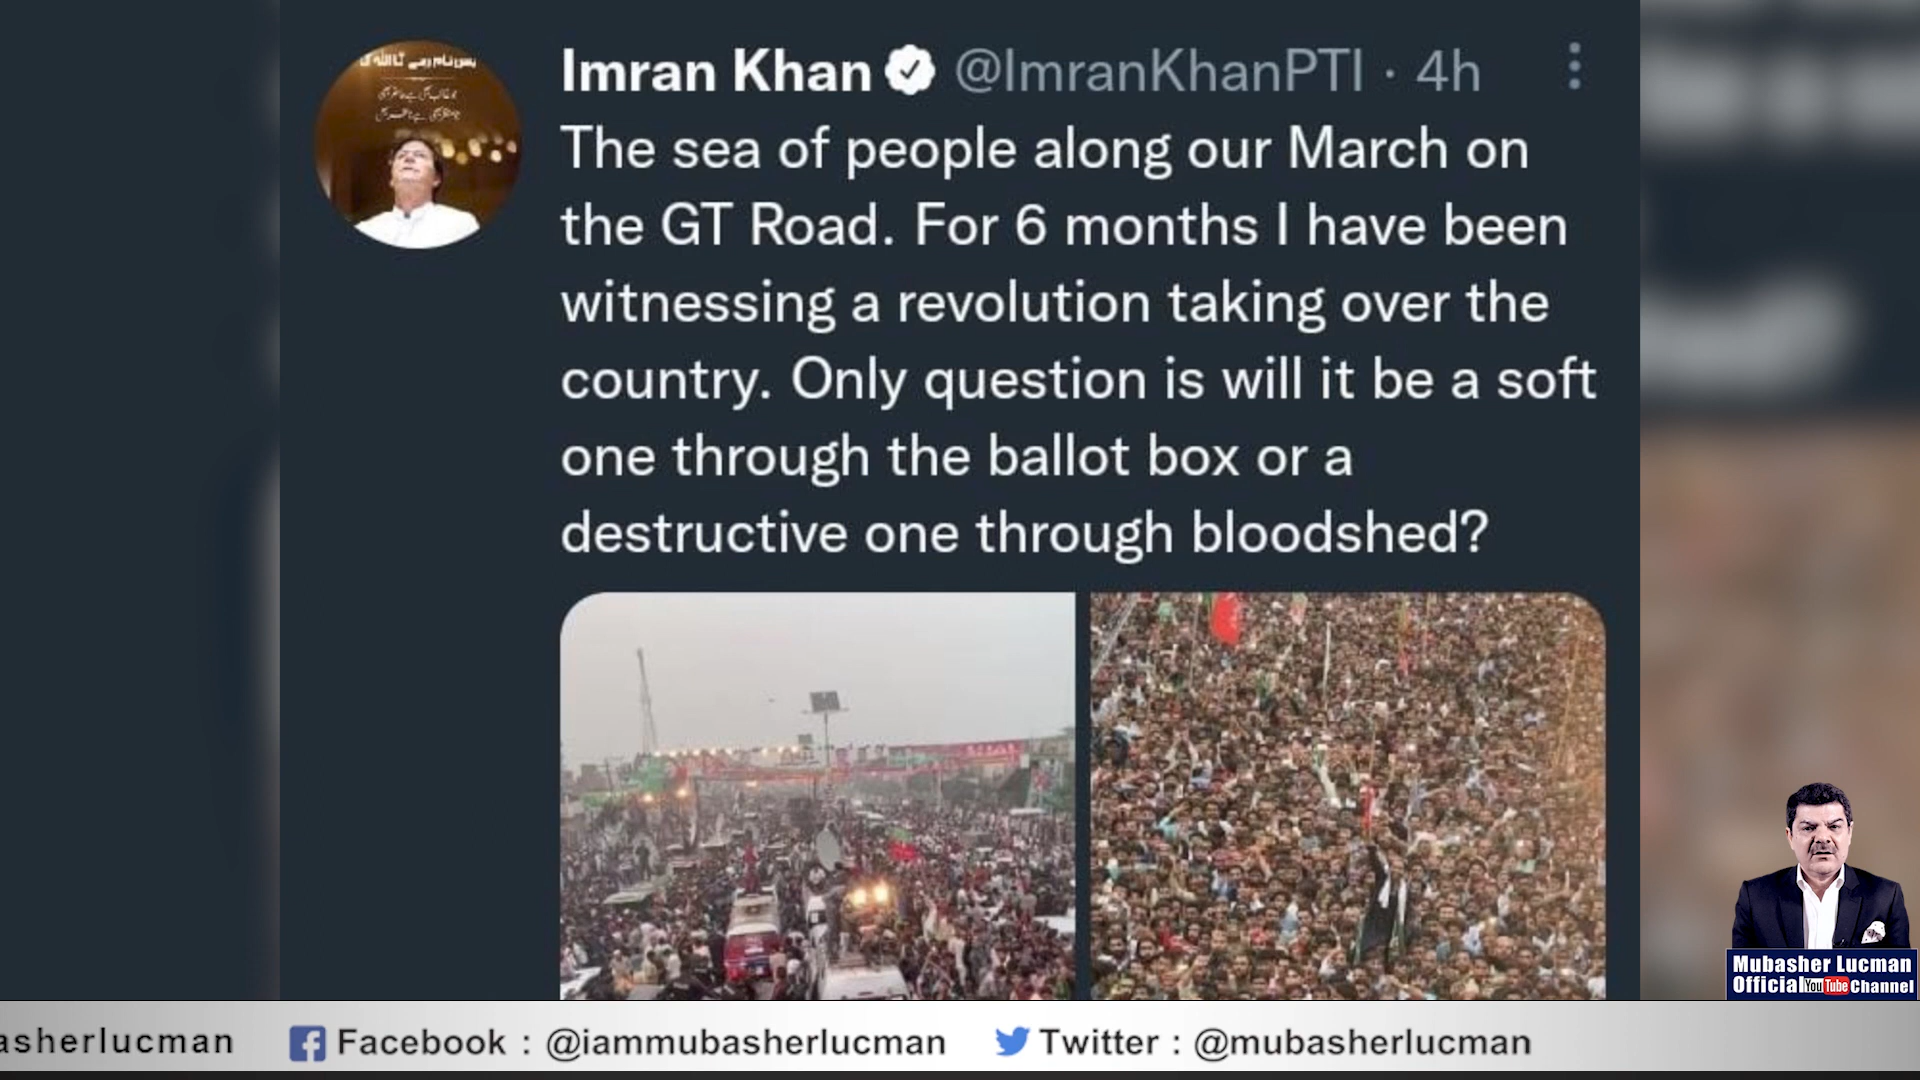 Imran Khan @ImranKhanPTI · 4h
The sea of people along our March on
the GT Road. For 6 months I have been
witnessing a revolution taking over the
country. Only question is will it be a soft
one through the ballot box or a
destructive one through bloodshed?
Mubasher Lucman
Official YouTube Channel
asherlucman Facebook : @iammubasherlucman Twitter : @mubasherlucman